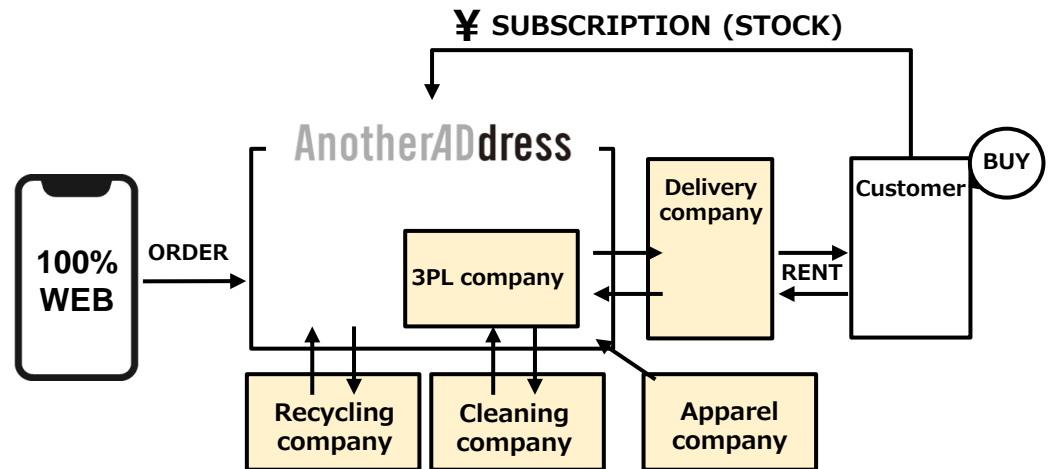 ¥ SUBSCRIPTION (STOCK)
AnotherADdress
BUY
Delivery
company
Customer
100%
WEB
ORDER
3PL company
RENT
Recycling
company
Cleaning
company
Apparel
company